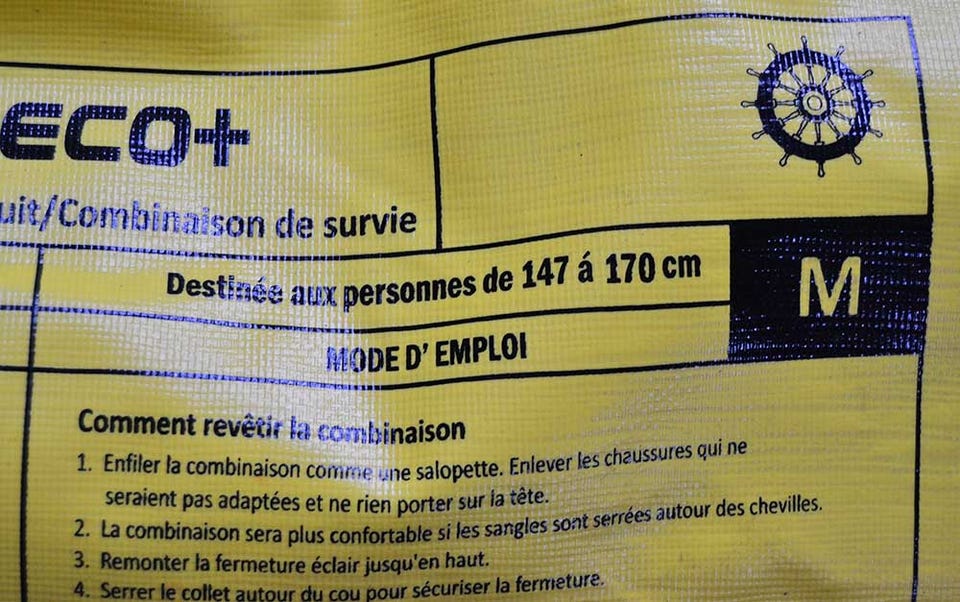 ECO+
uit/Combinaison de survie
Destinée aux personnes de 147 á 170 cm
M
MODE D' EMPLOI
Comment revêtir la combinaison
1. Enfiler la combinaison comme une salopette. Enlever les chaussures qui ne
seraient pas adaptées et ne rien porter sur la tête.
2. La combinaison sera plus confortable si les sangles sont serrées autour des chevilles.
3. Remonter la fermeture éclair jusqu'en haut.
4. Serrer le collet autour du cou pour sécuriser la fermeture.